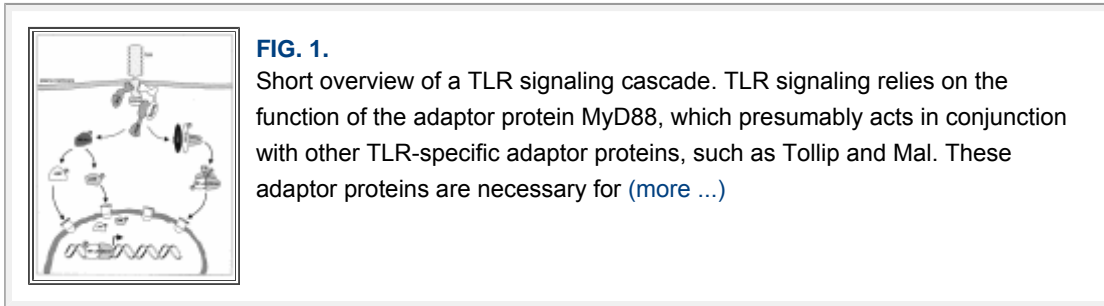 FIG. 1.
Short overview of a TLR signaling cascade. TLR signaling relies on the
function of the adaptor protein MyD88, which presumably acts in conjunction
with other TLR-specific adaptor proteins, such as Tollip and Mal. These
adaptor proteins are necessary for (more ...)